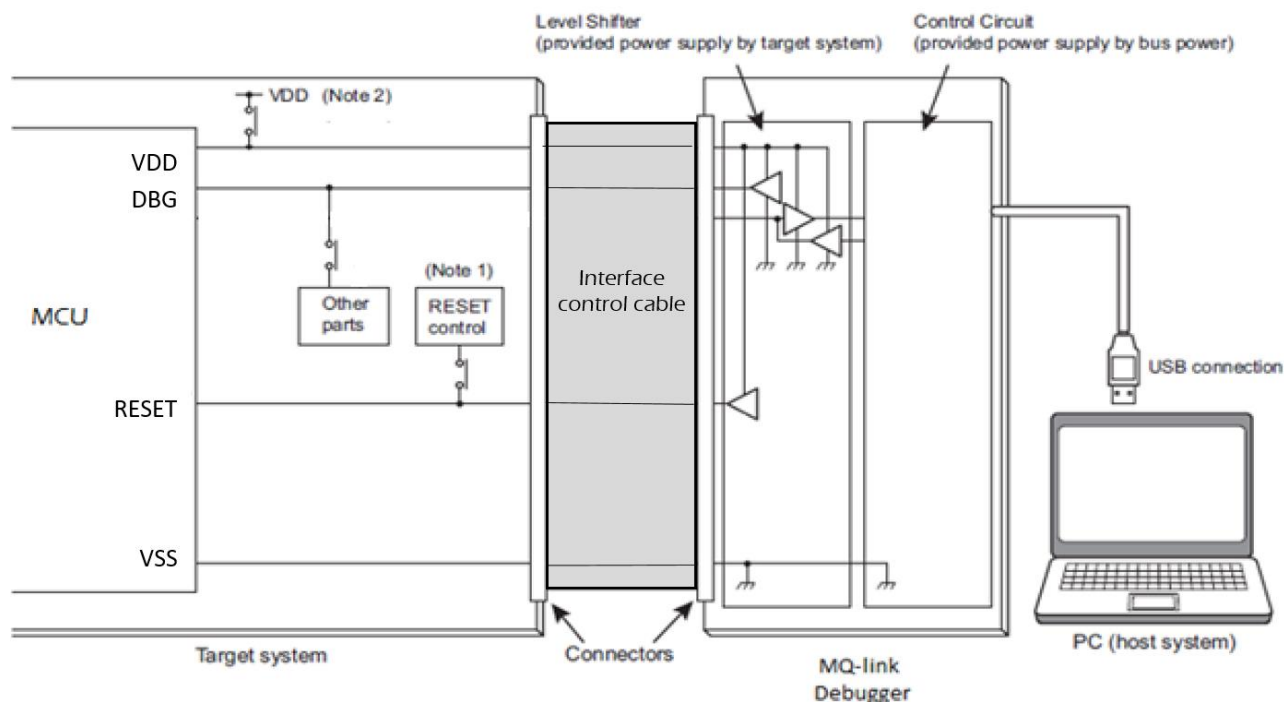 Level Shifter
(provided power supply by target system)
Control Circuit
(provided power supply by bus power)
VDD (Note 2)
VDD
DBG
(Note 1)
Other
parts
RESET
control
MCU
RESET
VSS
Interface
control cable
USB connection
Target system
Connectors
MQ-link
Debugger
PC (host system)